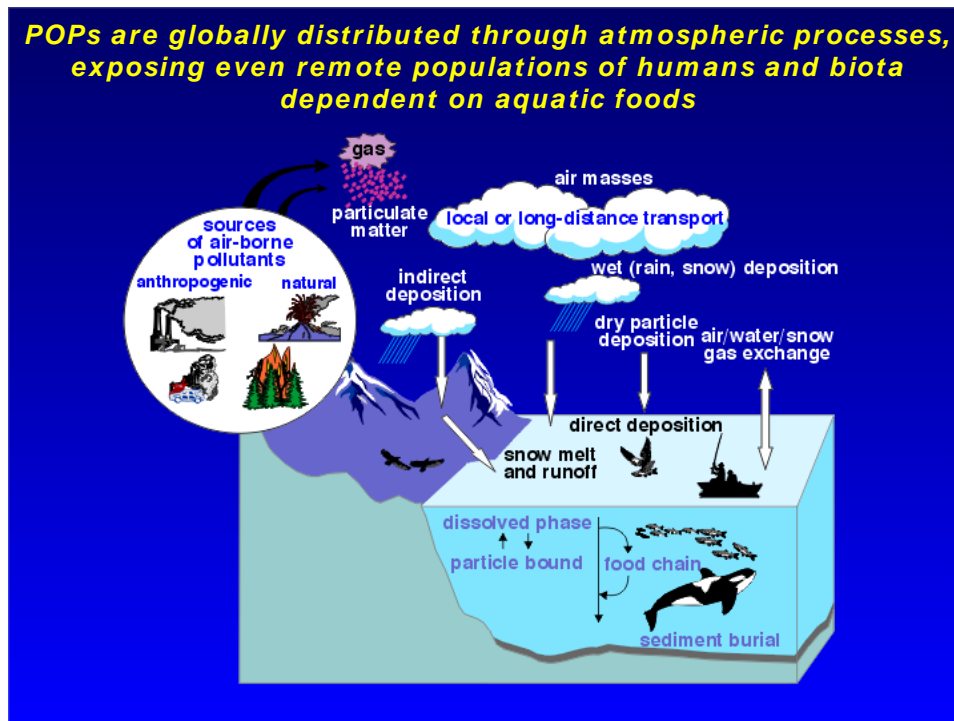 POPs are globally distributed through atmospheric processes,
exposing even remote populations of humans and biota
dependent on aquatic foods
gas
particulate
matter
air masses
local or long-distance transport
sources
of air-borne
pollutants
anthropogenic
natural
indirect
deposition
wet (rain, snow) deposition
dry particle
deposition
air/water/snow
gas exchange
direct deposition
snow melt
and runoff
dissolved phase
particle bound
food chain
sediment burial